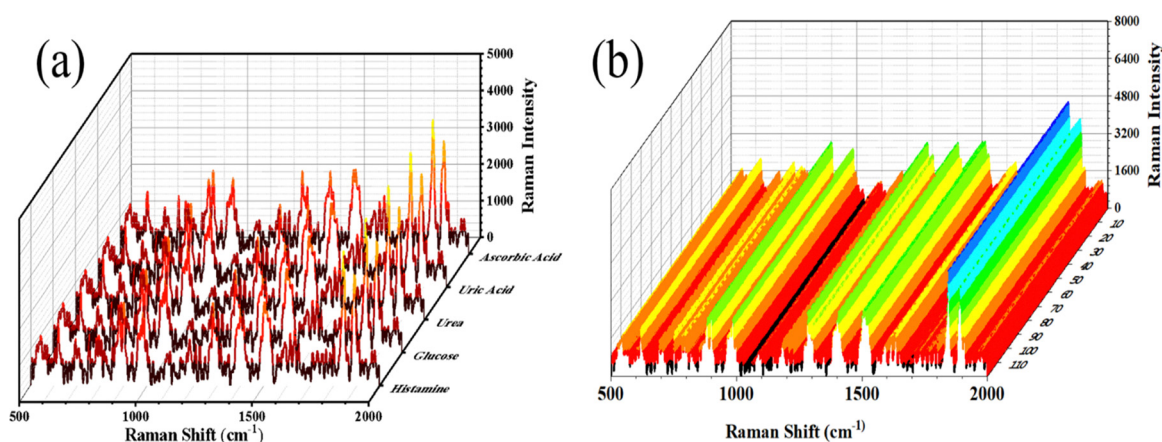 (a)
5000
4000
3000
2000
1000
0
Raman Intensity
Ascorbic Acid
Uric Acid
Urea
Glucose
Histamine
500
1000
1500
2000
Raman Shift (cm⁻¹)
(b)
8000
6400
4800
3200
1600
0
Raman Intensity
10
20
30
40
50
60
70
80
90
100
110
500
1000
1500
2000
Raman Shift (cm⁻¹)